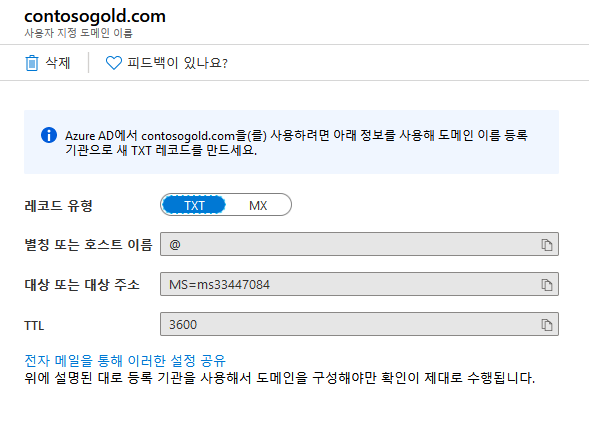 contosogold.com
사용자 지정 도메인 이름
삭제 피드백이 있나요?
Azure AD에서 contosogold.com을(를) 사용하려면 아래 정보를 사용해 도메인 이름 등록
기관으로 새 TXT 레코드를 만드세요.
레코드 유형 TXT MX
별칭 또는 호스트 이름 @
대상 또는 대상 주소 MS=ms33447084
TTL 3600
전자 메일을 통해 이러한 설정 공유
위에 설명된 대로 등록 기관을 사용해서 도메인을 구성해야만 확인이 제대로 수행됩니다.